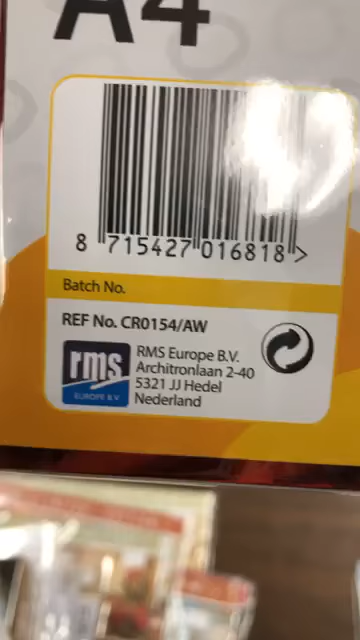 A4
8 715427 016818 >
Batch No.
REF No. CR0154/AW
rms
EUROPE B.V.
RMS Europe B.V.
Architronlaan 2-40
5321 JJ Hedel
Nederland